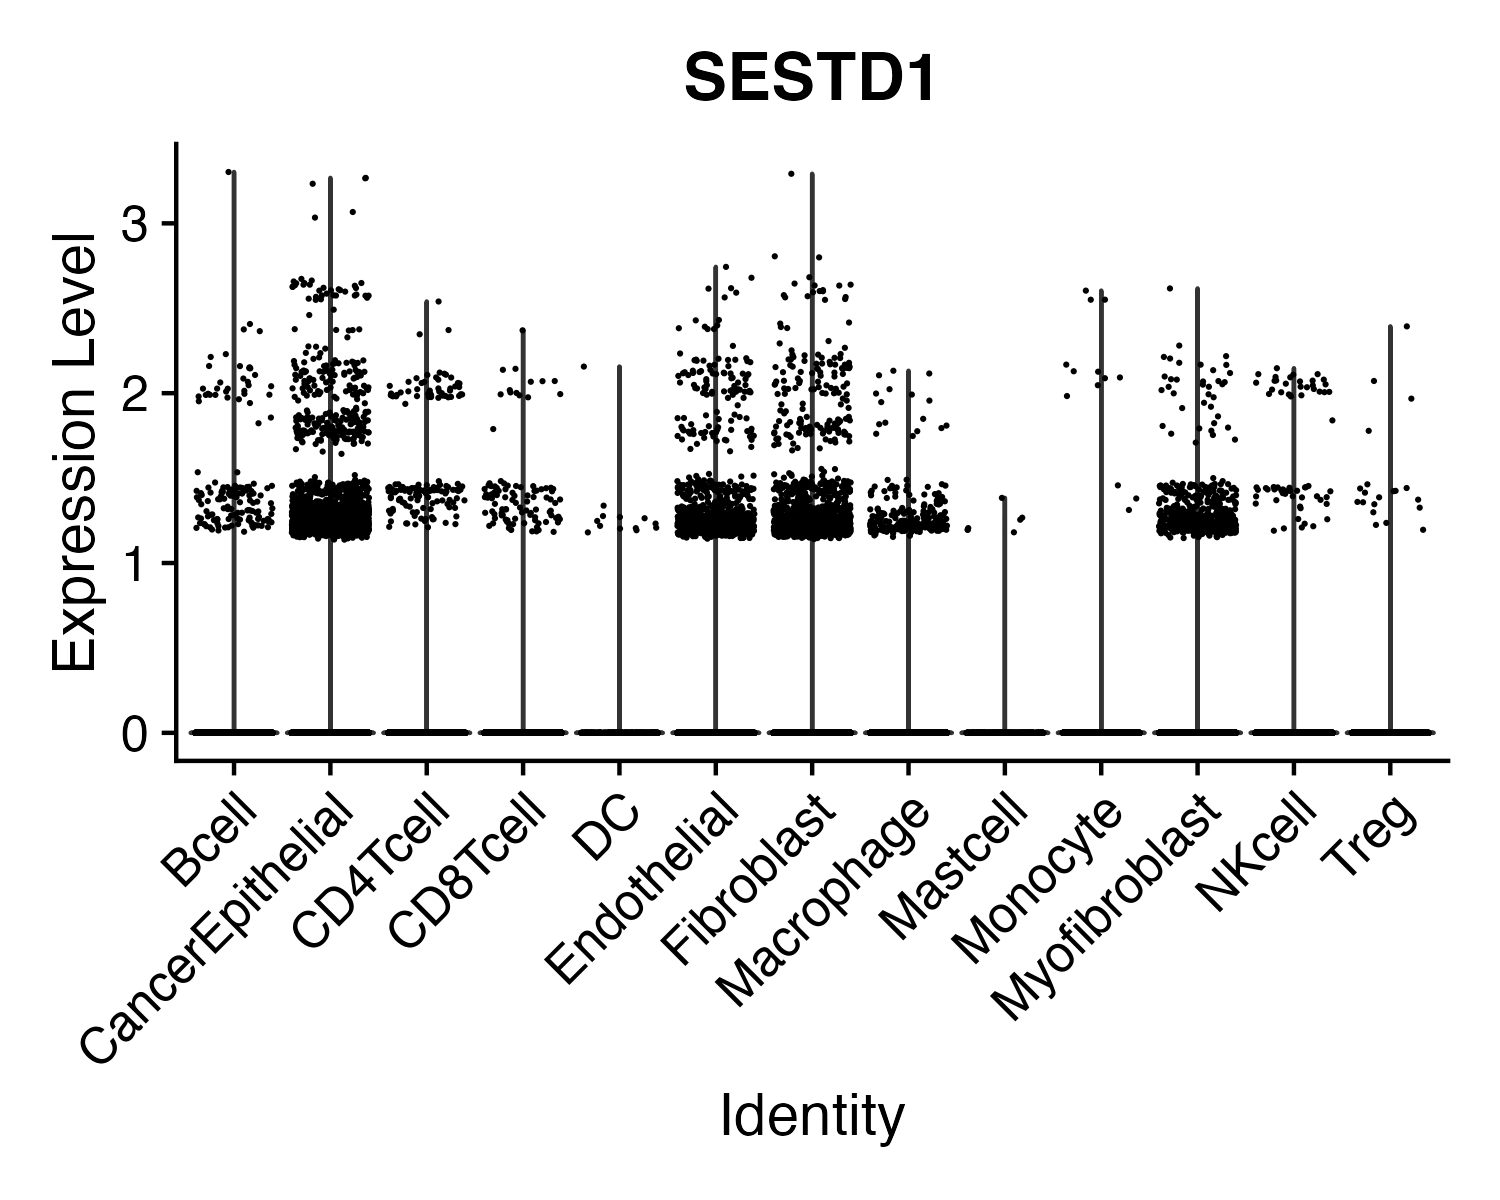 SESTD1
Expression Level
3
2
1
0
Bcell
CancerEpithelial
CD4Tcell
CD8Tcell
DC
Endothelial
Fibroblast
Macrophage
Mastcell
Monocyte
Myofibroblast
NKcell
Treg
Identity